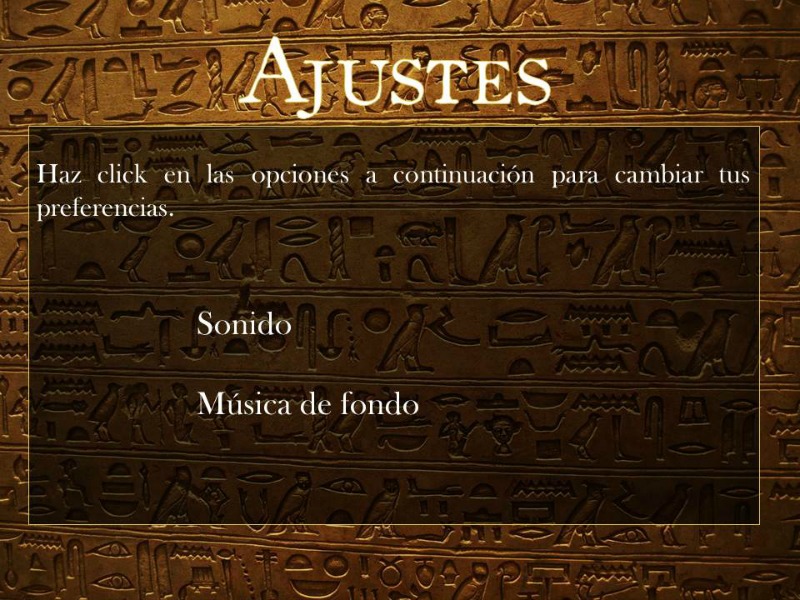 AJUSTES
Haz click en las opciones a continuación para cambiar tus
preferencias.
Sonido
Música de fondo